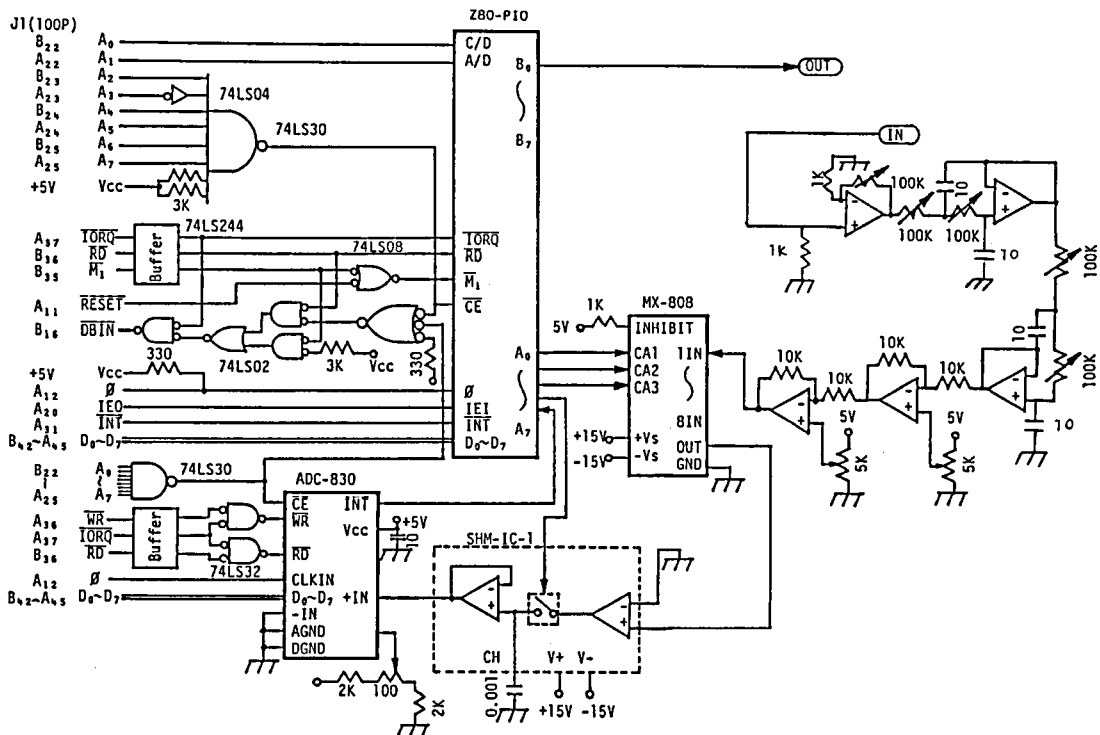 J1(100P)
B22 A0
A22 A1
B23 A2
A23 A3
B24 A4
A24 A5
B25 A6
A25 A7
+5V Vcc
3K
74LS04
74LS30
Z80-PIO
C/D
A/D
B0
B7
OUT
IN
1K
100K
100K
10
100K
10
1K
100K
10
100K
10
74LS244
A37 IORQ
B36 RD
B35 M1
Buffer
74LS08
IORQ
RD
M1
CE
A11 RESET
B16 DBIN
330
74LS02
3K
Vcc
330
+5V Vcc
A12 Ø
A20 IEO
A31 INT
B42~A45 D0~D7
Ø
IEI
INT
D0~D7
A0
A7
MX-808
1K
5V
INHIBIT
CA1
CA2
CA3
1IN
8IN
+15V
-15V
+Vs
-Vs
OUT
GND
10K
10K
10K
10K
5V
5K
5V
5K
B22 A0
A25 A7
74LS30
A36 WR
A37 IORQ
B36 RD
Buffer
74LS32
A12 Ø
B42~A45 D0~D7
ADC-830
CE
INT
WR
Vcc
+5V
10
RD
CLKIN
D0~D7
+IN
-IN
AGND
DGND
2K
100
2K
SHM-IC-1
CH
V+
V-
0.001
+15V
-15V